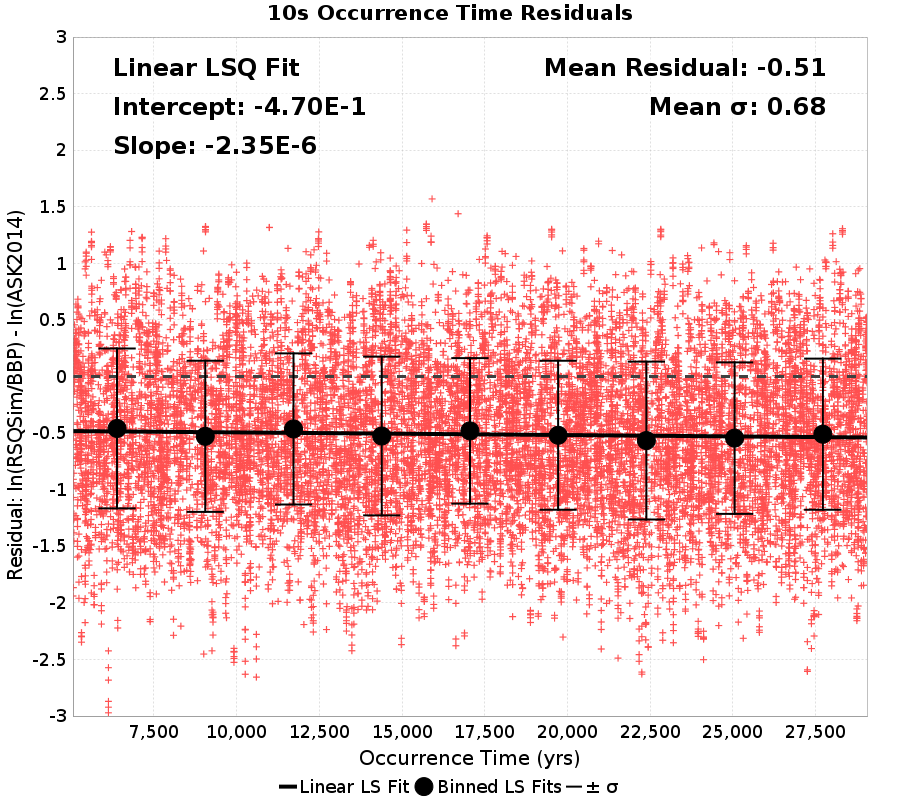 10s Occurrence Time Residuals
Linear LSQ Fit
Intercept: -4.70E-1
Slope: -2.35E-6
Mean Residual: -0.51
Mean σ: 0.68
Residual: ln(RSQSim/BBP) - ln(ASK2014)
3
2.5
2
1.5
1
0.5
0
-0.5
-1
-1.5
-2
-2.5
-3
7,500
10,000
12,500
15,000
17,500
20,000
22,500
25,000
27,500
Occurrence Time (yrs)
Linear LS Fit
Binned LS Fits
± σ